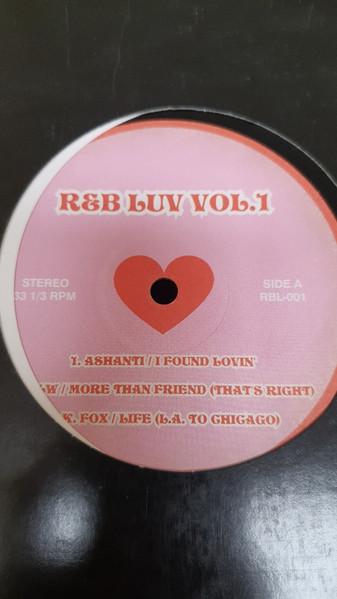 R&B LUV VOL.1
STEREO
33 1/3 RPM
SIDE A
RBL-001
1. ASHANTI / I FOUND LOVIN'
/ MORE THAN FRIEND (THAT'S RIGHT)
K. FOX / LIFE (L.A. TO CHICAGO)